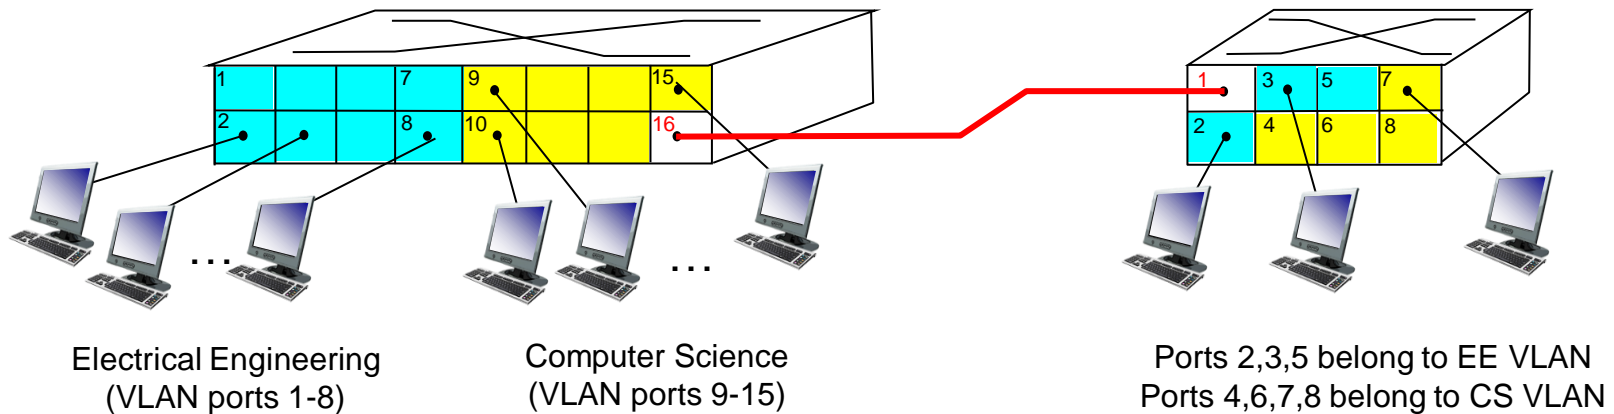 1 7 9 15
2 8 10 16
1 3 5 7
2 4 6 8
... ...
Electrical Engineering
(VLAN ports 1-8)
Computer Science
(VLAN ports 9-15)
Ports 2,3,5 belong to EE VLAN
Ports 4,6,7,8 belong to CS VLAN